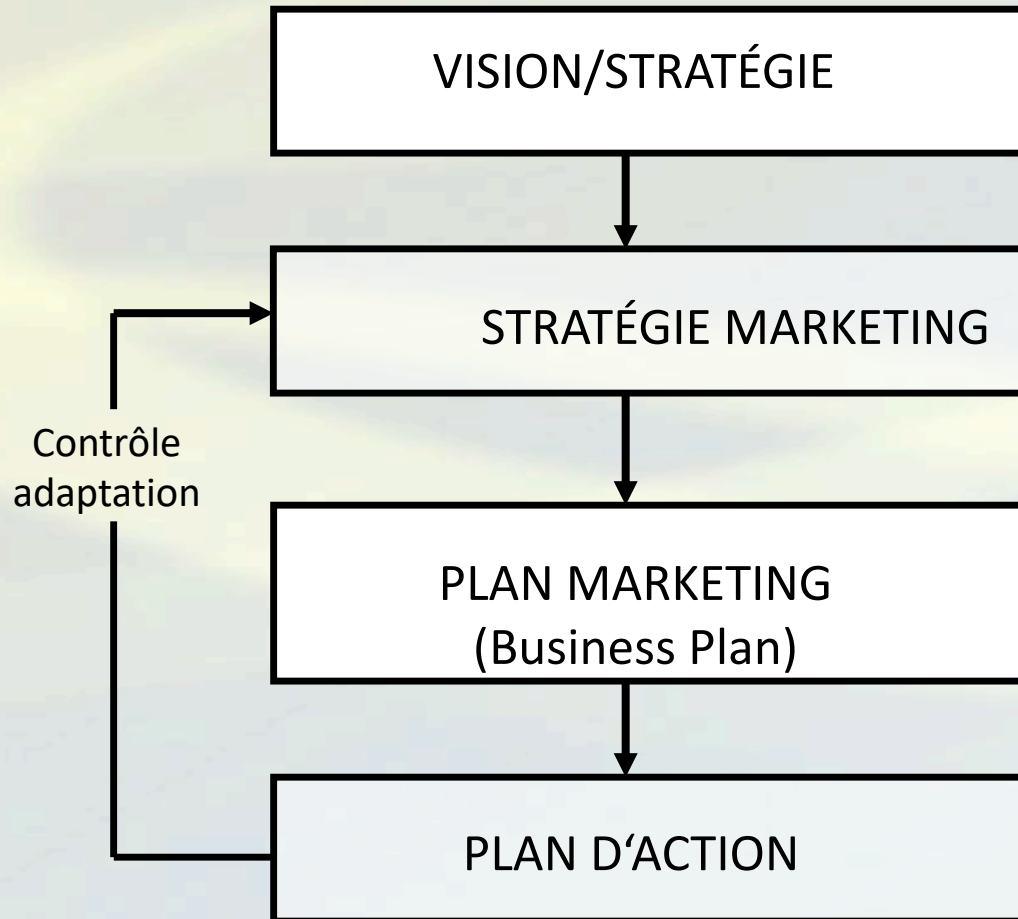 VISION/STRATÉGIE
STRATÉGIE MARKETING
Contrôle
adaptation
PLAN MARKETING
(Business Plan)
PLAN D‘ACTION